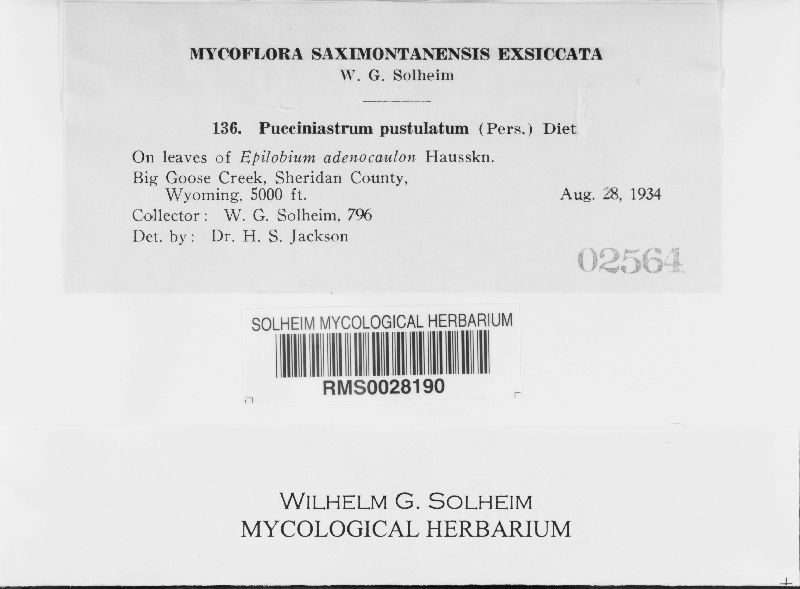 MYCOFLORA SAXIMONTANENSIS EXSICCATA
W. G. Solheim
136. Pucciniastrum pustulatum (Pers.) Diet
On leaves of Epilobium adenocaulon Hausskn.
Big Goose Creek, Sheridan County,
Wyoming, 5000 ft. Aug. 28, 1934
Collector: W. G. Solheim, 796
Det. by: Dr. H. S. Jackson
02564
SOLHEIM MYCOLOGICAL HERBARIUM
RMS0028190
WILHELM G. SOLHEIM
MYCOLOGICAL HERBARIUM